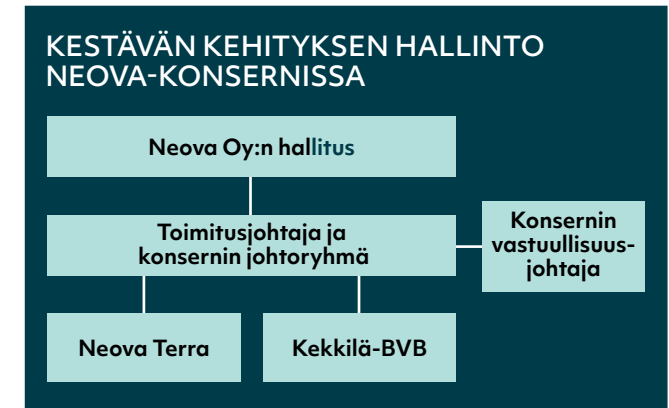 KESTÄVÄN KEHITYKSEN HALLINTO
NEOVA-KONSERNISSA
Neova Oy:n hallitus
Toimitusjohtaja ja
konsernin johtoryhmä
Konsernin
vastuullisuus-
johtaja
Neova Terra
Kekkilä-BVB